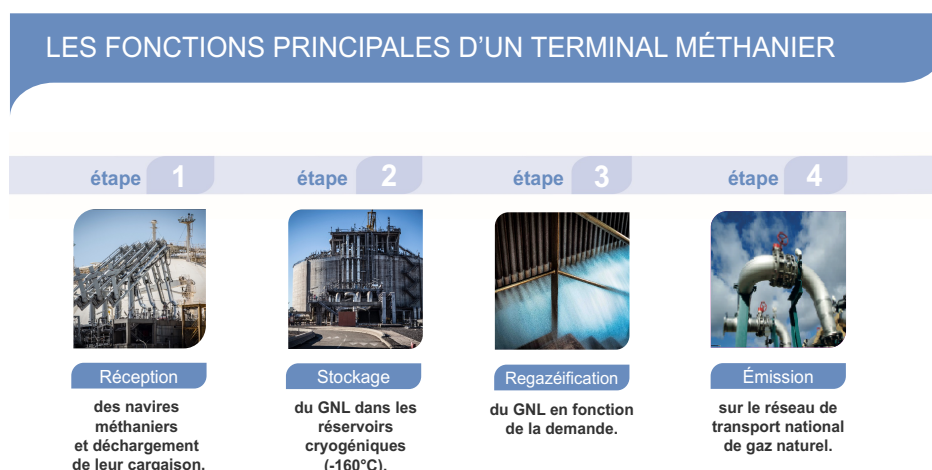 LES FONCTIONS PRINCIPALES D'UN TERMINAL MÉTHANIER
étape 1
étape 2
étape 3
étape 4
Réception
des navires
méthaniers
et déchargement
de leur cargaison.
Stockage
du GNL dans les
réservoirs
cryogéniques
(-160°C).
Regazéification
du GNL en fonction
de la demande.
Émission
sur le réseau de
transport national
de gaz naturel.